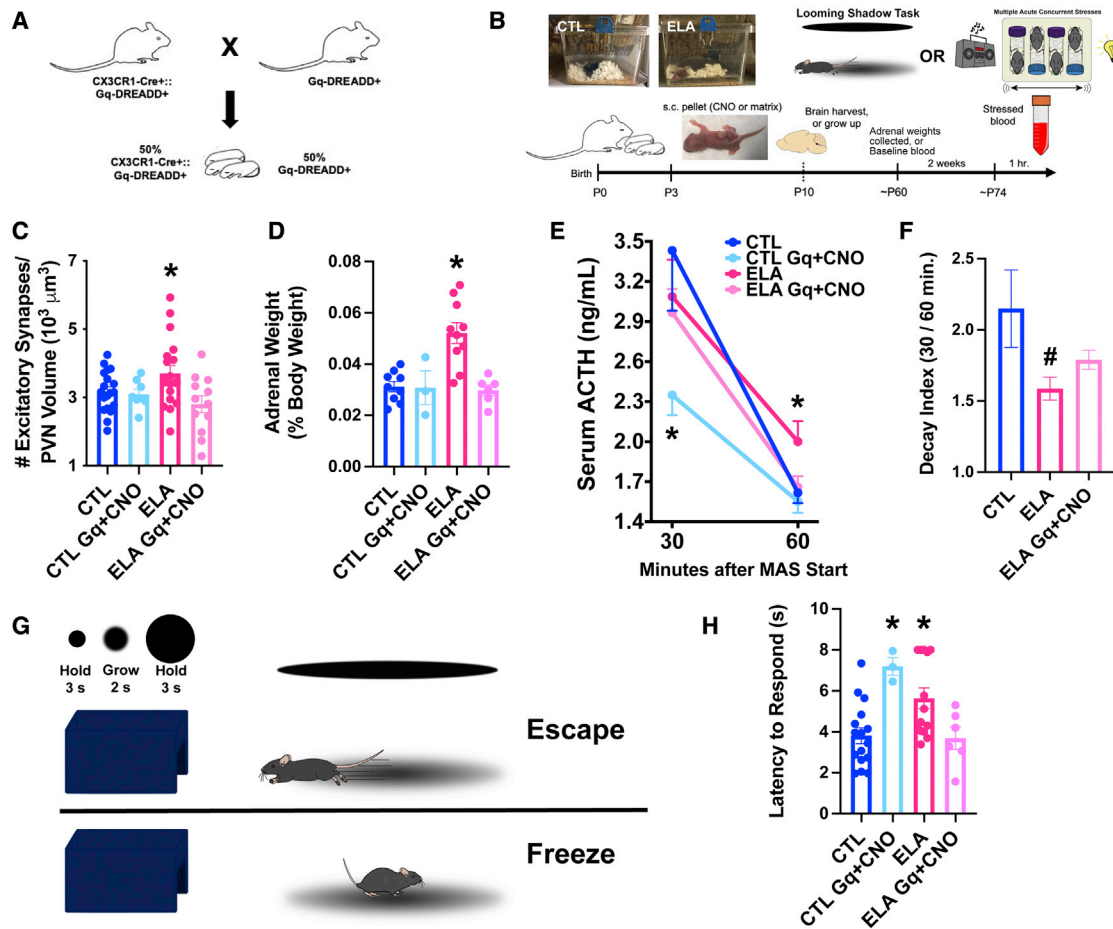 A
X
CX3CR1-Cre+::
Gq-DREADD+
Gq-DREADD+
50%
CX3CR1-Cre+::
Gq-DREADD+
50%
Gq-DREADD+
B
CTL
ELA
Looming Shadow Task
OR
Multiple Acute Concurrent Stresses
s.c. pellet (CNO or matrix)
Brain harvest,
or grow up
Adrenal weights
collected, or
Baseline blood
Stressed
blood
2 weeks
1 hr.
Birth
P0
P3
P10
~P60
~P74
C
# Excitatory Synapses/
PVN Volume (10³ μm³)
7
5
3
1
*
CTL
CTL Gq+CNO
ELA
ELA Gq+CNO
D
Adrenal Weight
(% Body Weight)
0.08
0.06
0.04
0.02
0.00
*
CTL
CTL Gq+CNO
ELA
ELA Gq+CNO
E
Serum ACTH (ng/mL)
3.5
3.2
2.9
2.6
2.3
2.0
1.7
1.4
CTL
CTL Gq+CNO
ELA
ELA Gq+CNO
*
*
30
60
Minutes after MAS Start
F
Decay Index (30 / 60 min.)
2.5
2.0
1.5
1.0
#
CTL
ELA
ELA Gq+CNO
G
Hold
3 s
Grow
2 s
Hold
3 s
Escape
Freeze
H
Latency to Respond (s)
10
8
6
4
2
0
*
*
CTL
CTL Gq+CNO
ELA
ELA Gq+CNO